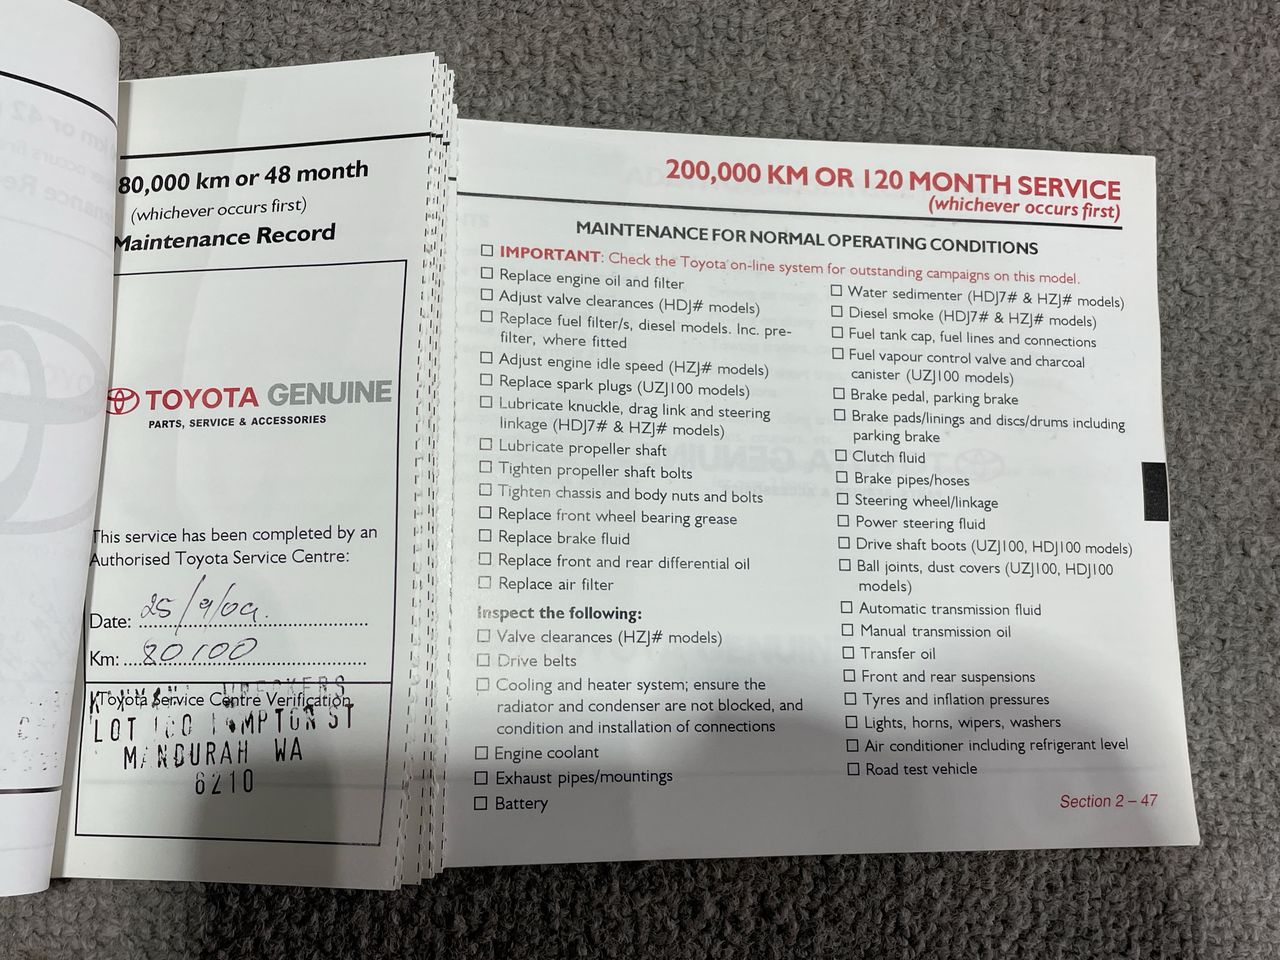 80,000 km or 48 month
(whichever occurs first)
Maintenance Record
TOYOTA GENUINE
PARTS, SERVICE & ACCESSORIES
This service has been completed by an
Authorised Toyota Service Centre:
Date: 25/9/09
Km: 80100
Toyota Service Centre Verification
WRECKERS
LOT ST
MANDURAH WA
6210
200,000 KM OR 120 MONTH SERVICE
(whichever occurs first)
MAINTENANCE FOR NORMAL OPERATING CONDITIONS
IMPORTANT: Check the Toyota on-line system for outstanding campaigns on this model.
Replace engine oil and filter
Adjust valve clearances (HDJ# models)
Replace fuel filter/s, diesel models. Inc. pre-
filter, where fitted
Adjust engine idle speed (HZJ# models)
Replace spark plugs (UZJ100 models)
Lubricate knuckle, drag link and steering
linkage (HDJ7# & HZJ# models)
Lubricate propeller shaft
Tighten propeller shaft bolts
Tighten chassis and body nuts and bolts
Replace front wheel bearing grease
Replace brake fluid
Replace front and rear differential oil
Replace air filter
Inspect the following:
Valve clearances (HZJ# models)
Drive belts
Cooling and heater system; ensure the
radiator and condenser are not blocked, and
condition and installation of connections
Engine coolant
Exhaust pipes/mountings
Battery
Water sedimenter (HDJ7# & HZJ# models)
Diesel smoke (HDJ7# & HZJ# models)
Fuel tank cap, fuel lines and connections
Fuel vapour control valve and charcoal
canister (UZJ100 models)
Brake pedal, parking brake
Brake pads/linings and discs/drums including
parking brake
Clutch fluid
Brake pipes/hoses
Steering wheel/linkage
Power steering fluid
Drive shaft boots (UZJ100, HDJ100 models)
Ball joints, dust covers (UZJ100, HDJ100
models)
Automatic transmission fluid
Manual transmission oil
Transfer oil
Front and rear suspensions
Tyres and inflation pressures
Lights, horns, wipers, washers
Air conditioner including refrigerant level
Road test vehicle
Section 2 – 47